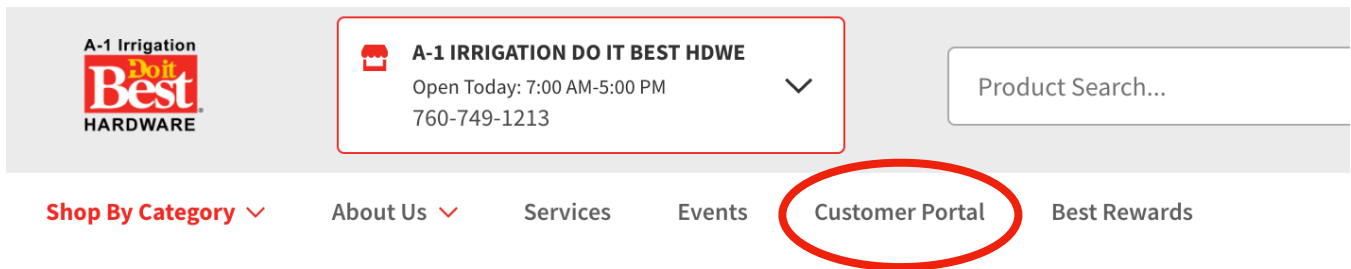 A-1 Irrigation
Do it
Best
HARDWARE
A-1 IRRIGATION DO IT BEST HDWE
Open Today: 7:00 AM-5:00 PM
760-749-1213
Product Search...
Shop By Category About Us Services Events Customer Portal Best Rewards